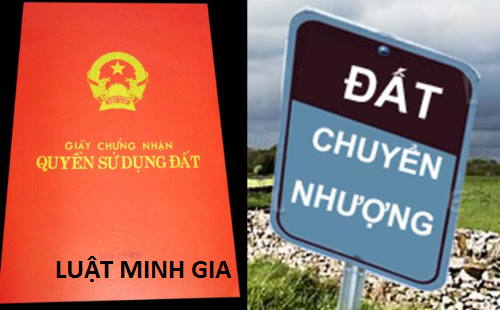 GIẤY CHỨNG NHẬN
QUYỀN SỬ DỤNG ĐẤT
LUẬT MINH GIA
ĐẤT
CHUYỂN
NHƯỢNG